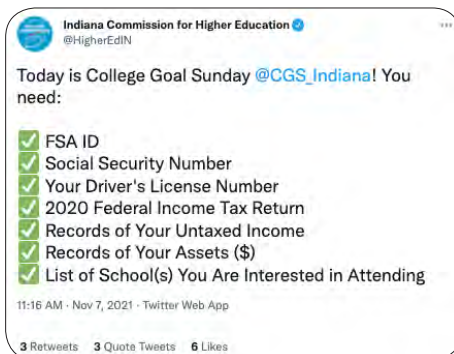 Indiana Commission for Higher Education
@HigherEdIN
Today is College Goal Sunday @CGS_Indiana! You
need:
✅ FSA ID
✅ Social Security Number
✅ Your Driver's License Number
✅ 2020 Federal Income Tax Return
✅ Records of Your Untaxed Income
✅ Records of Your Assets ($)
✅ List of School(s) You Are Interested in Attending
11:16 AM · Nov 7, 2021 · Twitter Web App
3 Retweets 3 Quote Tweets 6 Likes